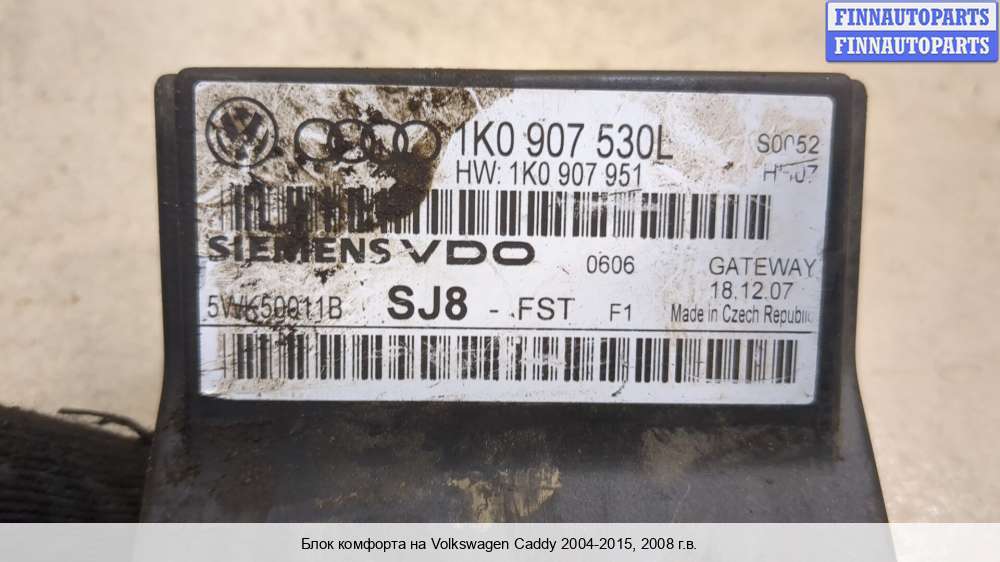 FINNAUTOPARTS
FINNAUTOPARTS
1K0 907 530L S0052
HW: 1K0 907 951
SIEMENS VDO 0606 GATEWAY
18.12.07
5WK50011B SJ8 - FST F1 Made in Czech Republic
Блок комфорта на Volkswagen Caddy 2004-2015, 2008 г.в.